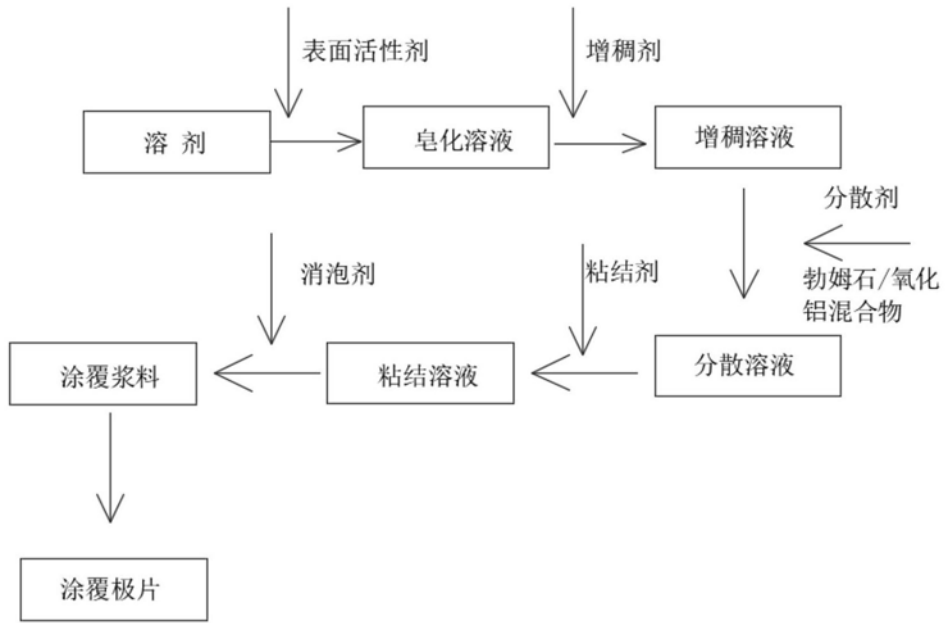 表面活性剂
增稠剂
溶 剂
皂化溶液
增稠溶液
分散剂
勃姆石/氧化
铝混合物
消泡剂
粘结剂
涂覆浆料
粘结溶液
分散溶液
涂覆极片